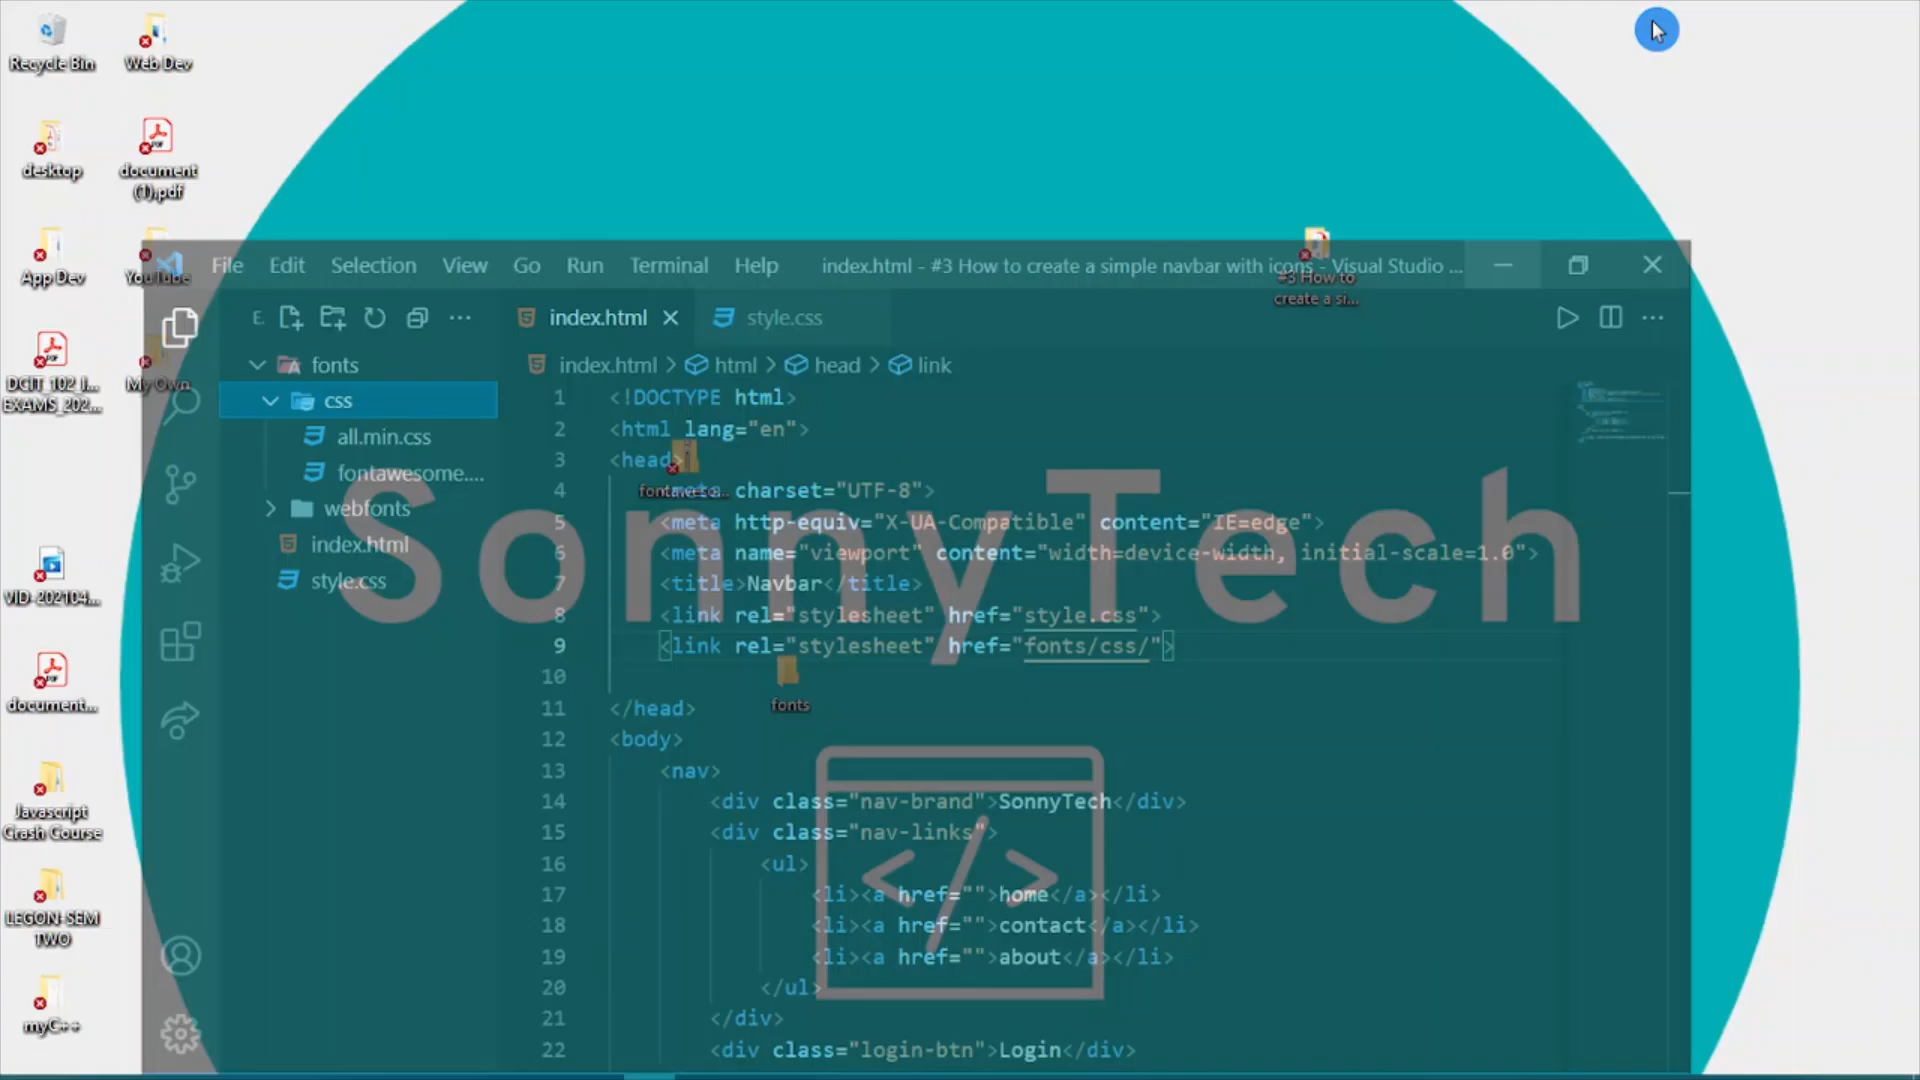 Recycle Bin
Web Dev
desktop
document
(1).pdf
App Dev
YouTube
DCIT_102_I...
EXAMS_202...
My Own
VID-202104...
document...
Javascript
Crash Course
LEGON-SEM
TWO
myC++
#3 How to
create a si...
fontaweso...
fonts
SonnyTech
</>
File Edit Selection View Go Run Terminal Help index.html - #3 How to create a simple navbar with icons - Visual Studio ...
E.
fonts
css
all.min.css
fontawesome....
webfonts
index.html
style.css
index.html style.css
index.html > html > head > link
1 <!DOCTYPE html>
2 <html lang="en">
3 <head>
4 <meta charset="UTF-8">
5 <meta http-equiv="X-UA-Compatible" content="IE=edge">
6 <meta name="viewport" content="width=device-width, initial-scale=1.0">
7 <title>Navbar</title>
8 <link rel="stylesheet" href="style.css">
9 <link rel="stylesheet" href="fonts/css/">
10
11 </head>
12 <body>
13 <nav>
14 <div class="nav-brand">SonnyTech</div>
15 <div class="nav-links">
16 <ul>
17 <li><a href="">home</a></li>
18 <li><a href="">contact</a></li>
19 <li><a href="">about</a></li>
20 </ul>
21 </div>
22 <div class="login-btn">Login</div>